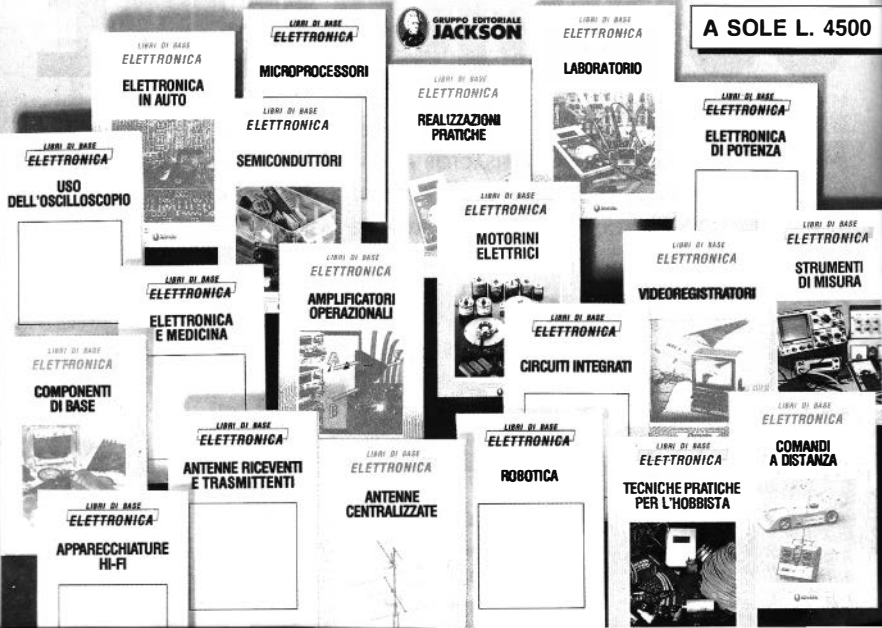 GRUPPO EDITORIALE
JACKSON
A SOLE L. 4500
LIBRI DI BASE
ELETTRONICA
ELETTRONICA
IN AUTO
LIBRI DI BASE
ELETTRONICA
MICROPROCESSORI
LIBRI DI BASE
ELETTRONICA
REALIZZAZIONI
PRATICHE
LIBRI DI BASE
ELETTRONICA
LABORATORIO
LIBRI DI BASE
ELETTRONICA
ELETTRONICA
DI POTENZA
LIBRI DI BASE
ELETTRONICA
USO
DELL'OSCILLOSCOPIO
LIBRI DI BASE
ELETTRONICA
SEMICONDUTTORI
LIBRI DI BASE
ELETTRONICA
MOTORINI
ELETTRICI
LIBRI DI BASE
ELETTRONICA
VIDEOREGISTRATORI
LIBRI DI BASE
ELETTRONICA
STRUMENTI
DI MISURA
LIBRI DI BASE
ELETTRONICA
ELETTRONICA
E MEDICINA
LIBRI DI BASE
ELETTRONICA
AMPLIFICATORI
OPERAZIONALI
A
B
LIBRI DI BASE
ELETTRONICA
CIRCUITI INTEGRATI
LIBRI DI BASE
ELETTRONICA
COMPONENTI
DI BASE
LIBRI DI BASE
ELETTRONICA
ANTENNE RICEVENTI
E TRASMITTENTI
LIBRI DI BASE
ELETTRONICA
ANTENNE
CENTRALIZZATE
LIBRI DI BASE
ELETTRONICA
ROBOTICA
LIBRI DI BASE
ELETTRONICA
TECNICHE PRATICHE
PER L'HOBBISTA
LIBRI DI BASE
ELETTRONICA
COMANDI
A DISTANZA
LIBRI DI BASE
ELETTRONICA
APPARECCHIATURE
HI-FI